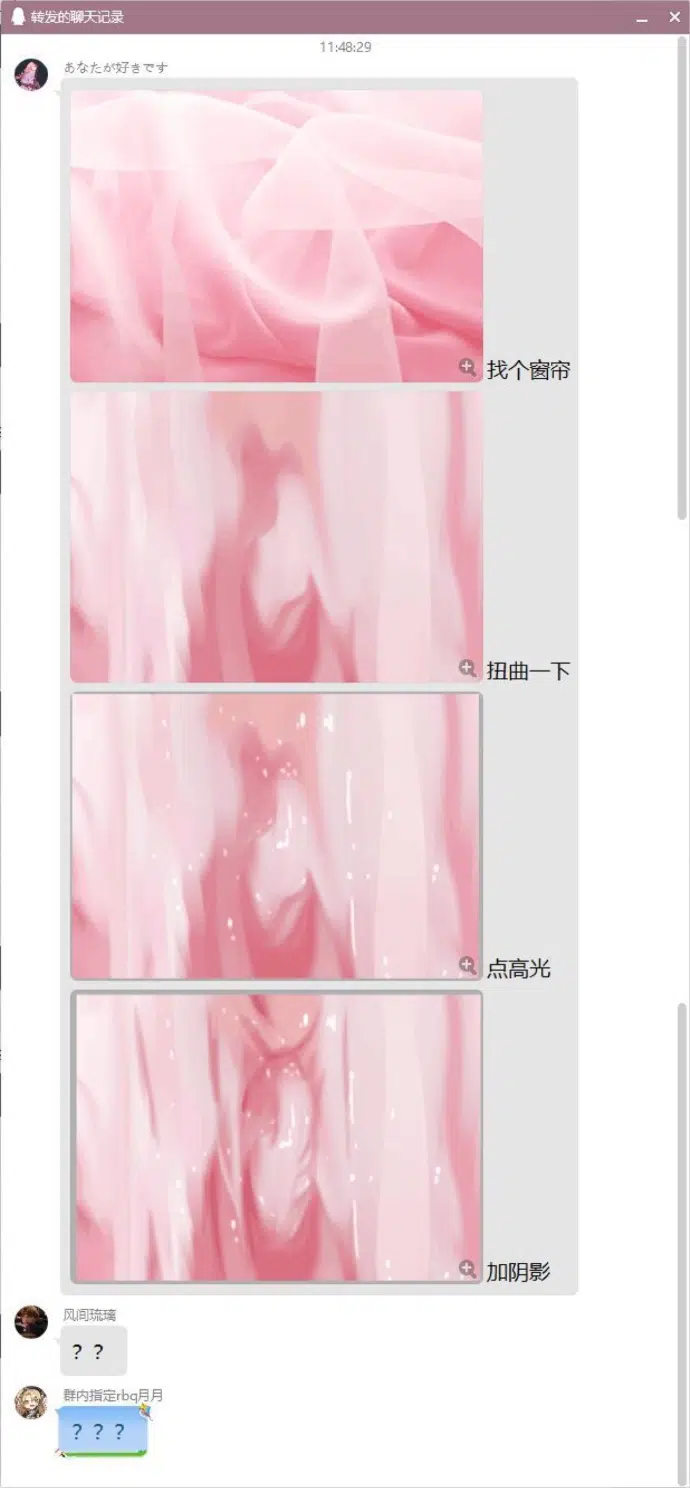 转发的聊天记录
11:48:29
あなたが好きです
找个窗帘
扭曲一下
点高光
加阴影
风间琉璃
？？
群内指定rbq月月
？？？